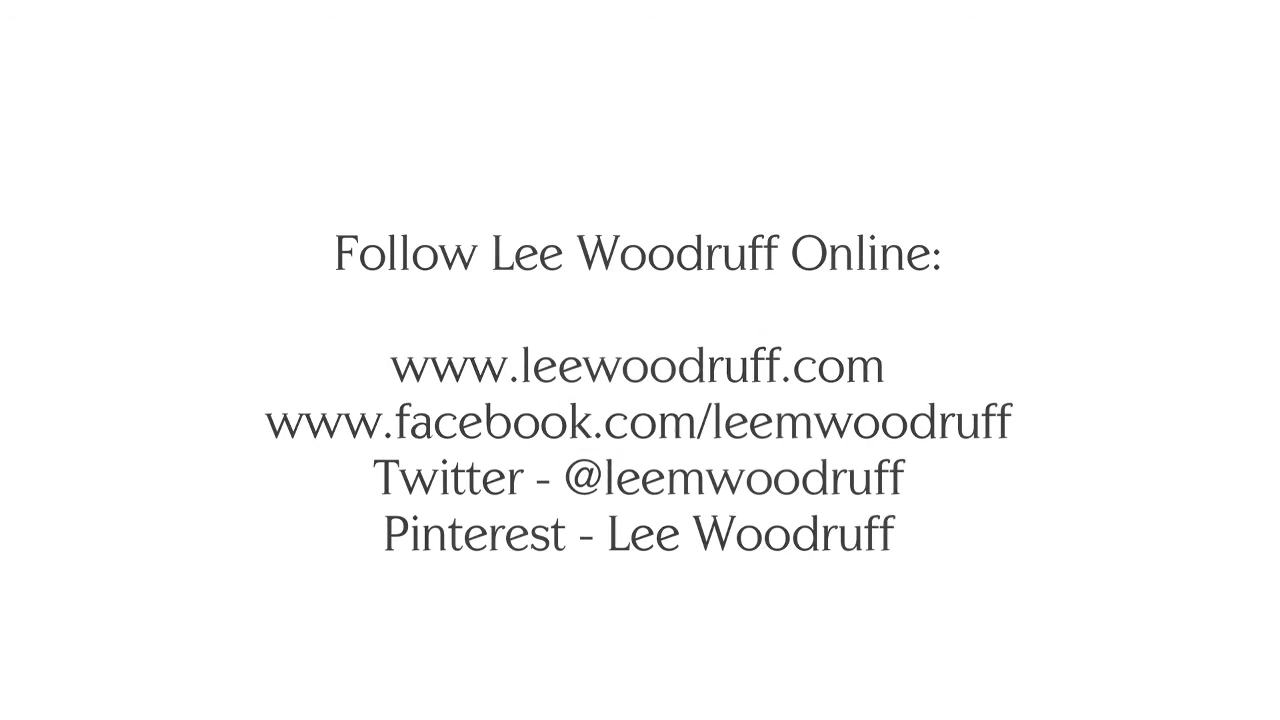 Follow Lee Woodruff Online:
www.leewoodruff.com
www.facebook.com/leemwoodruff
Twitter - @leemwoodruff
Pinterest - Lee Woodruff